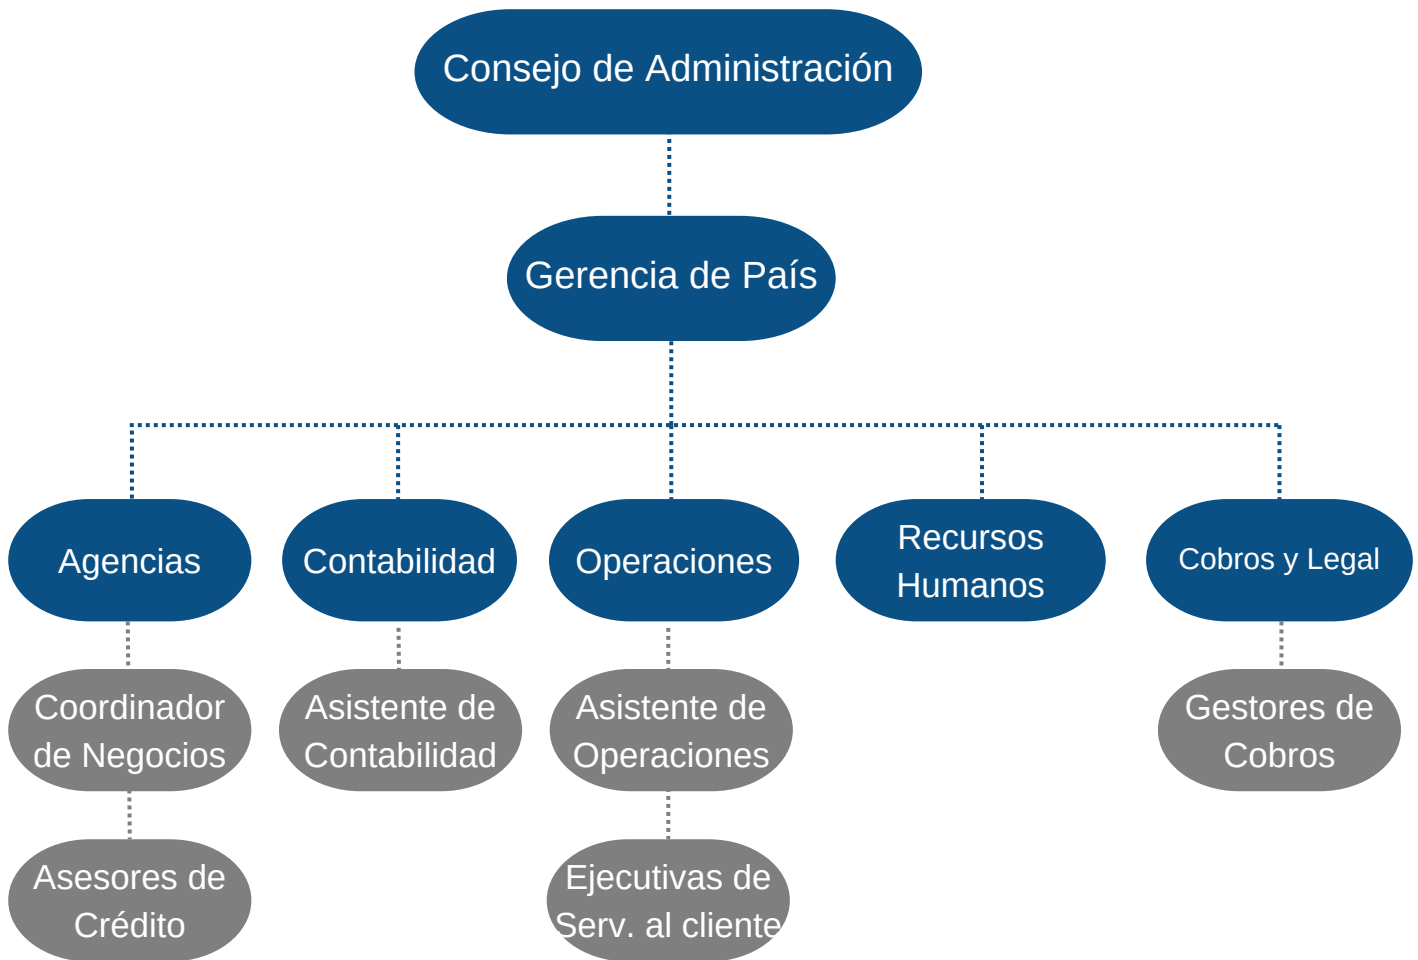 Consejo de Administración
Gerencia de País
Agencias
Contabilidad
Operaciones
Recursos
Humanos
Cobros y Legal
Coordinador
de Negocios
Asistente de
Contabilidad
Asistente de
Operaciones
Gestores de
Cobros
Asesores de
Crédito
Ejecutivas de
Serv. al cliente